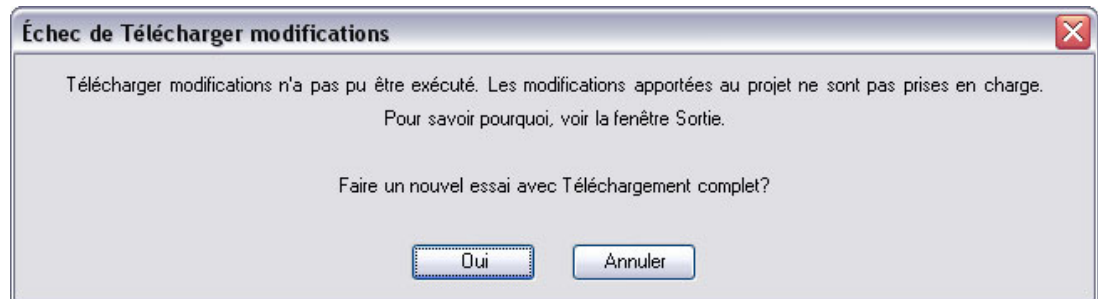 Échec de Télécharger modifications
Télécharger modifications n'a pas pu être exécuté. Les modifications apportées au projet ne sont pas prises en charge.
Pour savoir pourquoi, voir la fenêtre Sortie.
Faire un nouvel essai avec Téléchargement complet?
Oui
Annuler